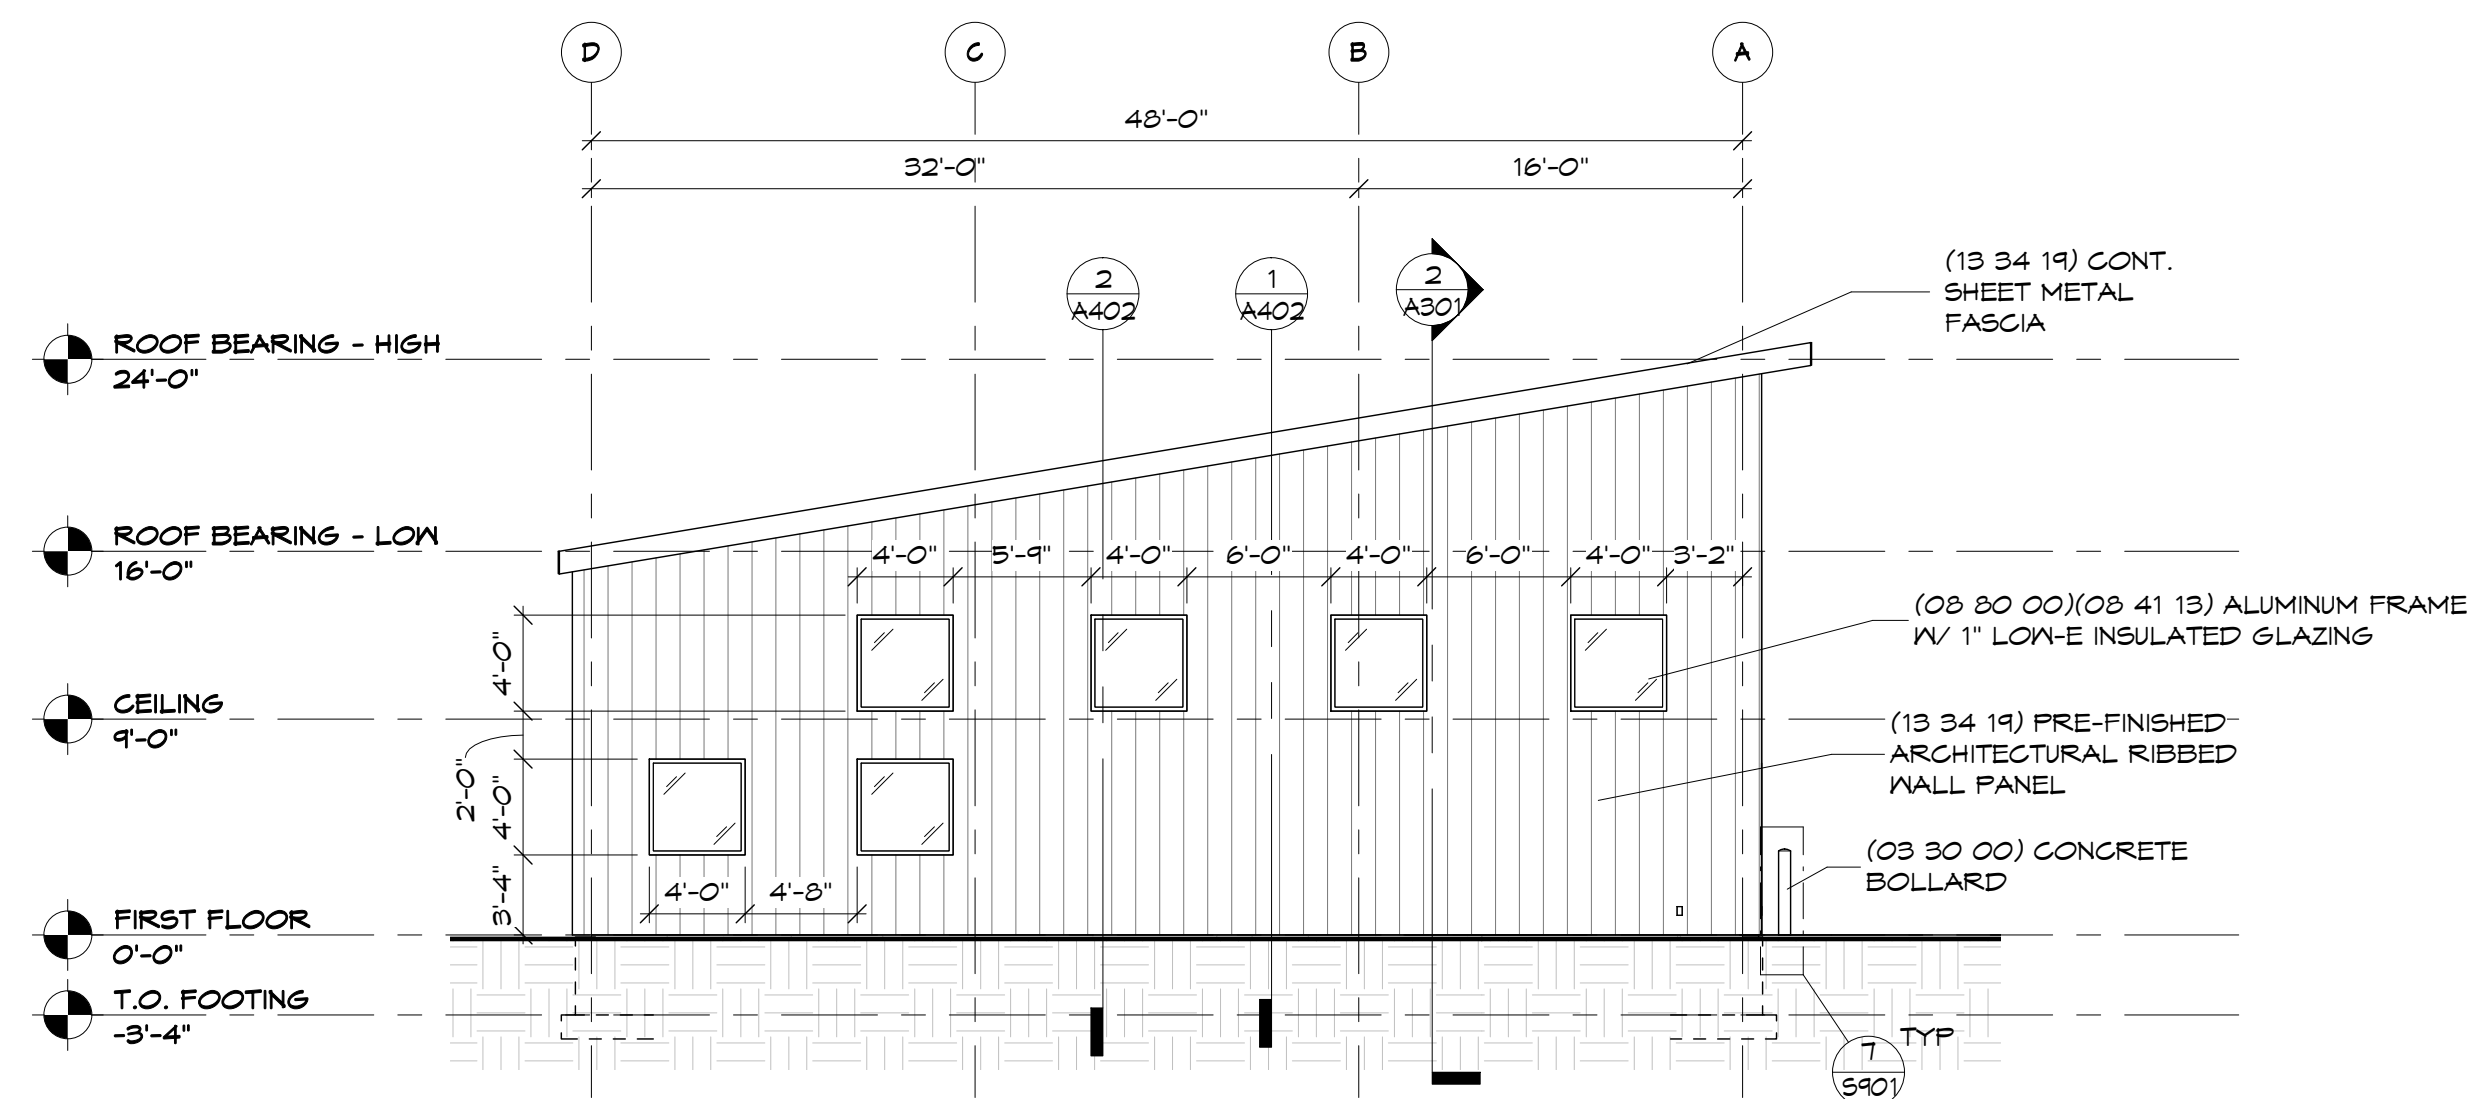 D
C
B
A
48'-0"
32'-0"
16'-0"
2
A402
1
A402
2
A301
(13 34 19) CONT.
SHEET METAL
FASCIA
ROOF BEARING - HIGH
24'-0"
ROOF BEARING - LOW
16'-0"
4'-0"
5'-9"
4'-0"
6'-0"
4'-0"
6'-0"
4'-0"
3'-2"
(08 80 00)(08 41 13) ALUMINUM FRAME
W/ 1" LOW-E INSULATED GLAZING
4'-0"
CEILING
9'-0"
(13 34 19) PRE-FINISHED
ARCHITECTURAL RIBBED
WALL PANEL
2'-0"
4'-0"
(03 30 00) CONCRETE
BOLLARD
3'-4"
4'-0"
4'-8"
FIRST FLOOR
0'-0"
T.O. FOOTING
-3'-4"
TYP
7
S901